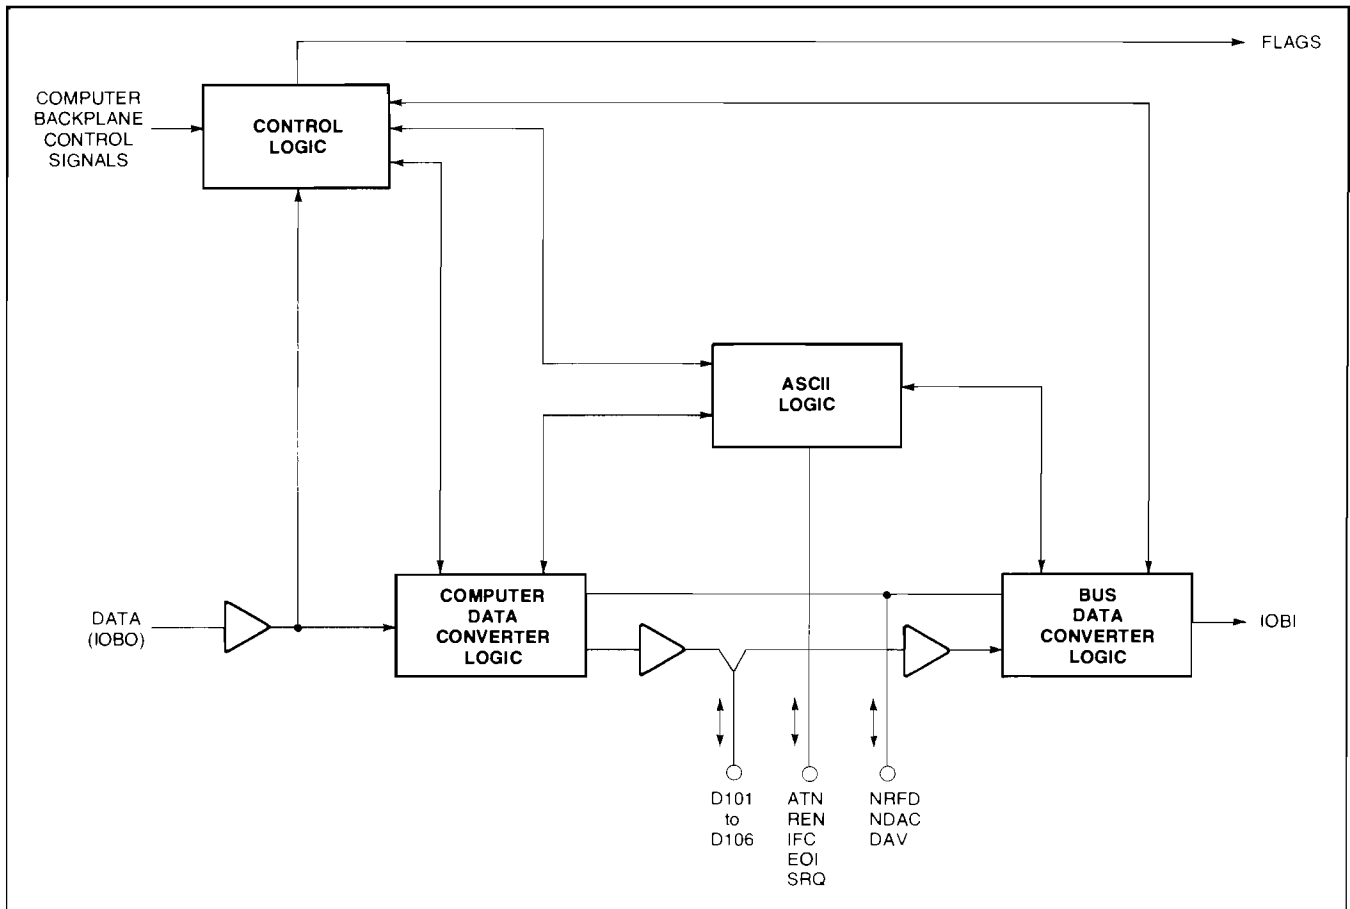 FLAGS
COMPUTER
BACKPLANE
CONTROL
SIGNALS
CONTROL
LOGIC
ASCII
LOGIC
DATA
(IOBO)
COMPUTER
DATA
CONVERTER
LOGIC
BUS
DATA
CONVERTER
LOGIC
IOBI
D101
to
D106
ATN
REN
IFC
EOI
SRQ
NRFD
NDAC
DAV